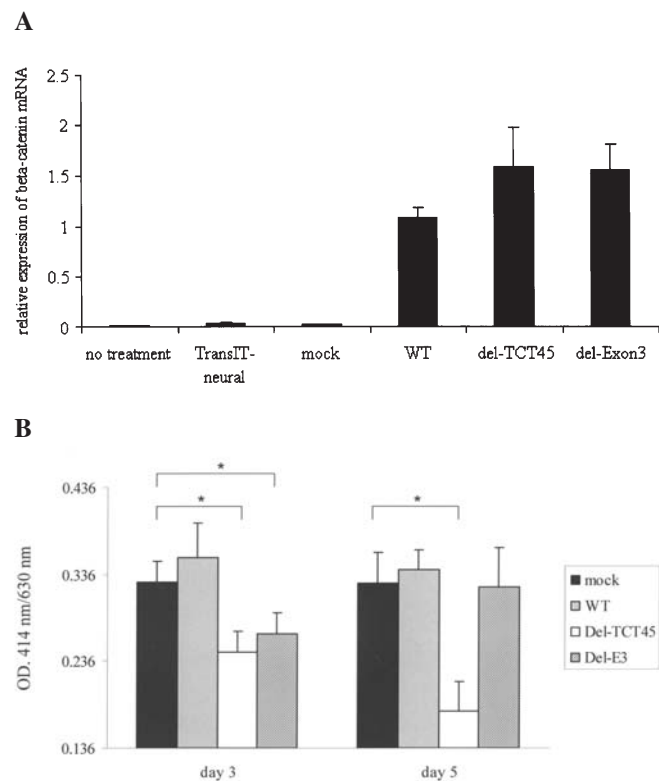 A
relative expression of beta-catenin mRNA
2.5
2
1.5
1
0.5
0
no treatment
TransIT-
neural
mock
WT
del-TCT45
del-Exon3
B
OD. 414 nm/630 nm
0.436
0.336
0.236
0.136
*
*
*
day 3
day 5
mock
WT
Del-TCT45
Del-E3